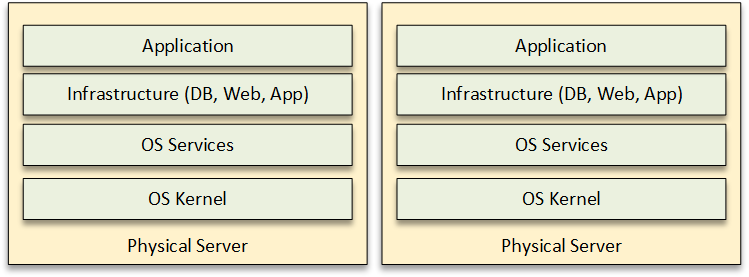 Application
Infrastructure (DB, Web, App)
OS Services
OS Kernel
Physical Server
Application
Infrastructure (DB, Web, App)
OS Services
OS Kernel
Physical Server